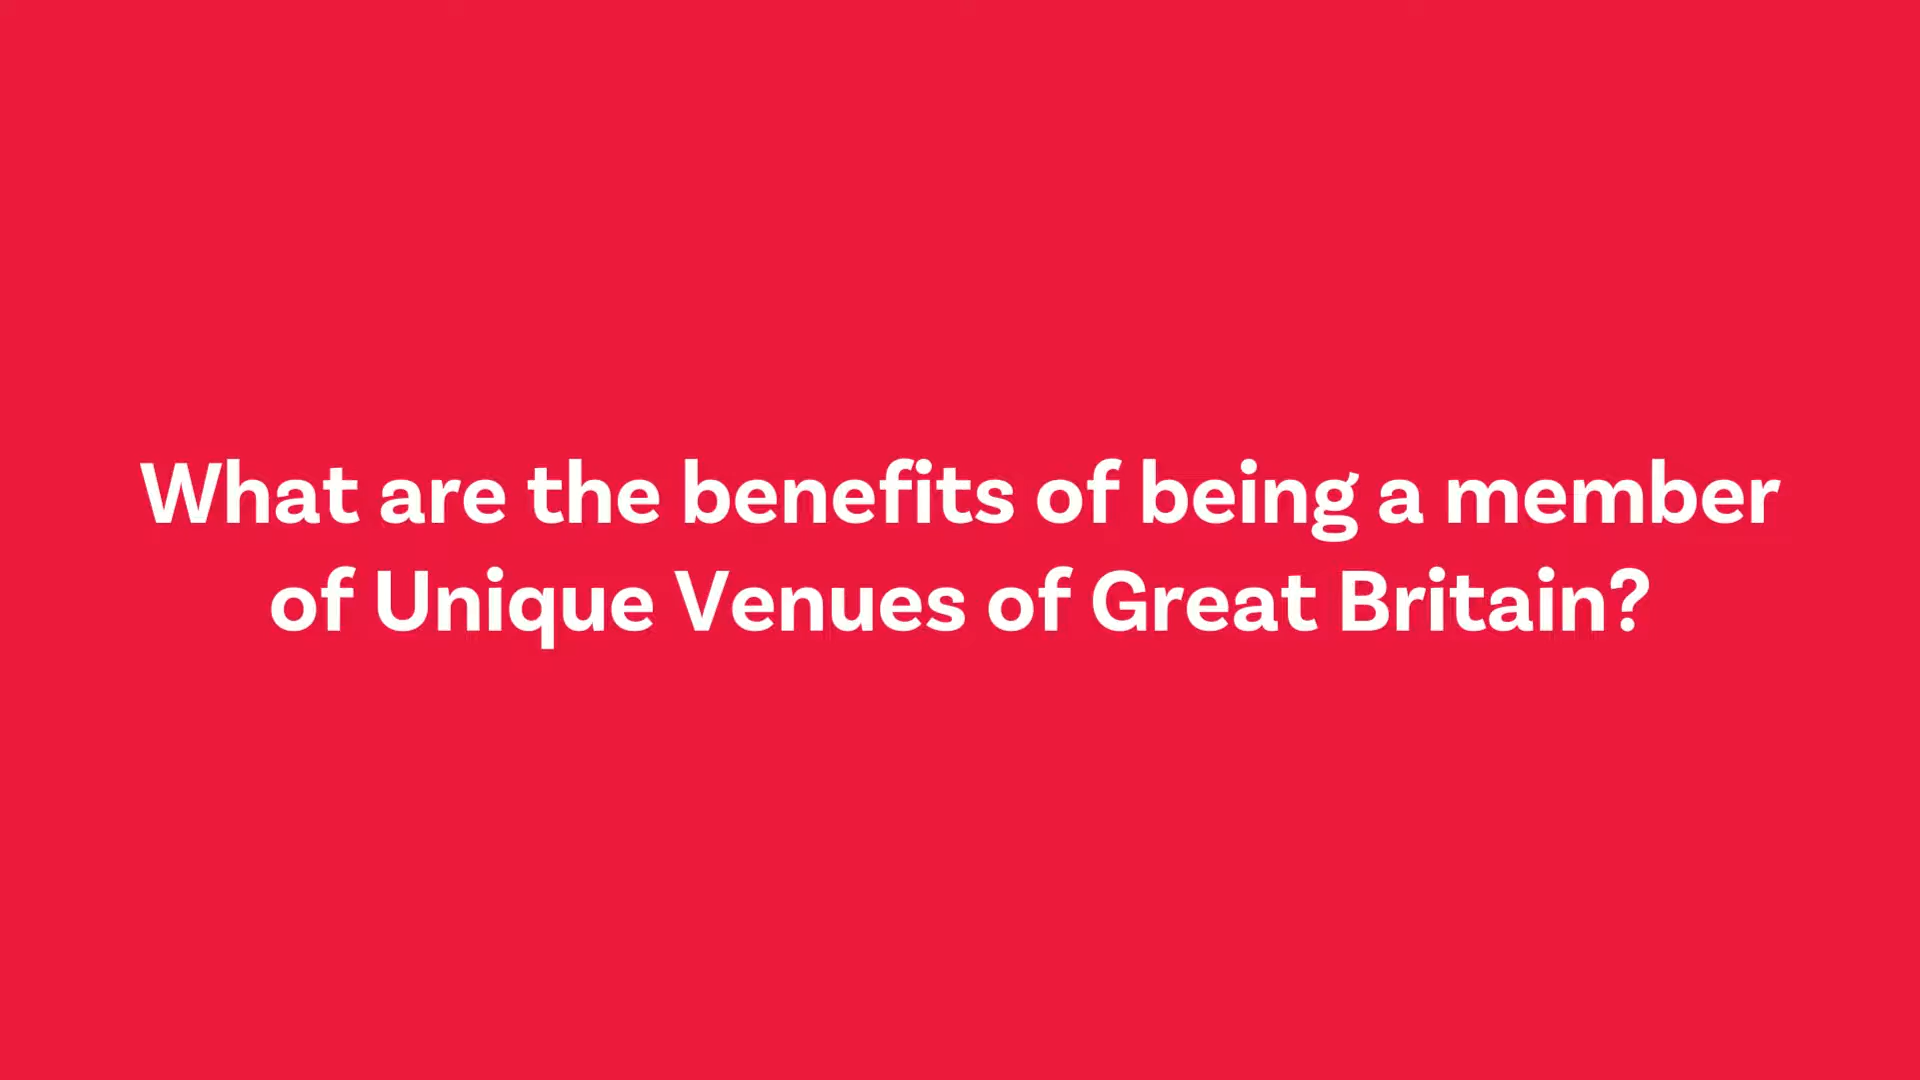 What are the benefits of being a member
of Unique Venues of Great Britain?